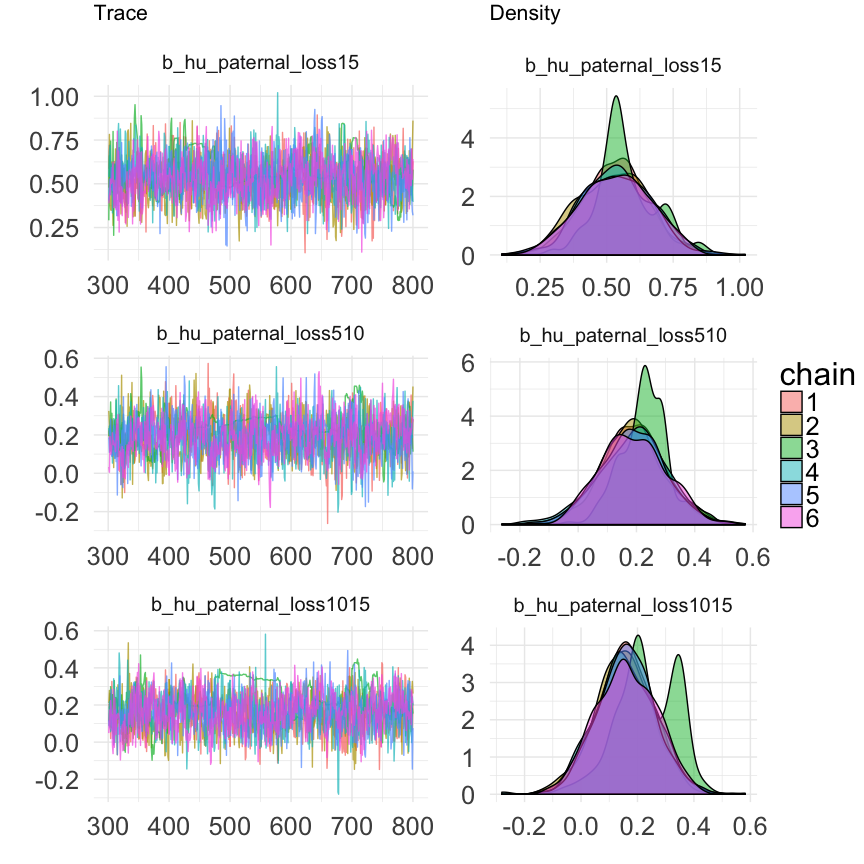 Trace
Density
b_hu_paternal_loss15
1.00
0.75
0.50
0.25
300 400 500 600 700 800
b_hu_paternal_loss15
4
2
0
0.25 0.50 0.75 1.00
b_hu_paternal_loss510
0.6
0.4
0.2
0.0
-0.2
300 400 500 600 700 800
b_hu_paternal_loss510
6
4
2
0
-0.2 0.0 0.2 0.4 0.6
b_hu_paternal_loss1015
0.6
0.4
0.2
0.0
-0.2
300 400 500 600 700 800
b_hu_paternal_loss1015
4
3
2
1
0
-0.2 0.0 0.2 0.4 0.6
chain
1
2
3
4
5
6